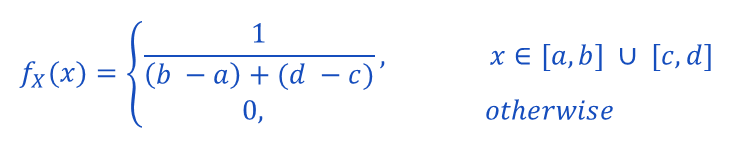 f_X(x) = { 1 / ((b − a) + (d − c)), x ∈ [a, b] ∪ [c, d]
0, otherwise